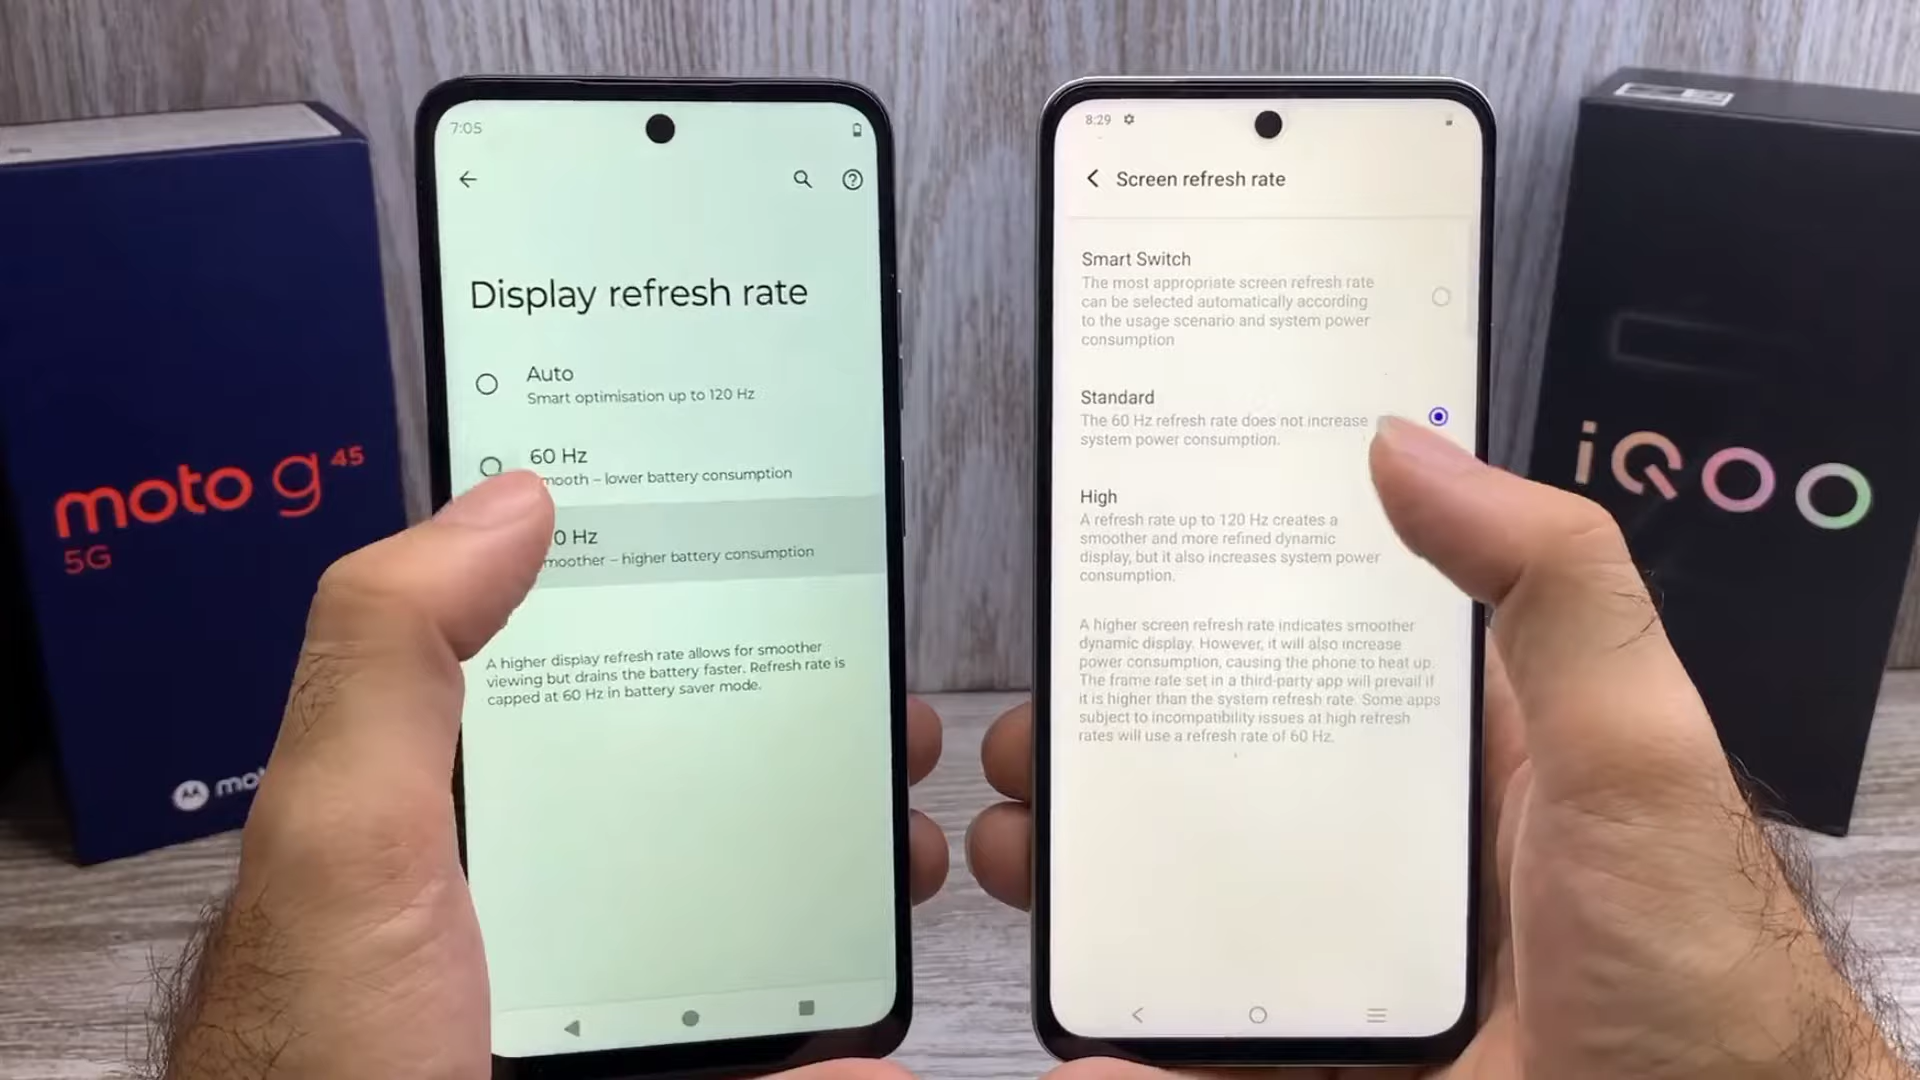 moto g45
5G
7:05
Display refresh rate
Auto
Smart optimisation up to 120 Hz
60 Hz
mooth – lower battery consumption
0 Hz
moother – higher battery consumption
A higher display refresh rate allows for smoother
viewing but drains the battery faster. Refresh rate is
capped at 60 Hz in battery saver mode.
8:29
Screen refresh rate
Smart Switch
The most appropriate screen refresh rate
can be selected automatically according
to the usage scenario and system power
consumption
Standard
The 60 Hz refresh rate does not increase
system power consumption.
High
A refresh rate up to 120 Hz creates a
smoother and more refined dynamic
display, but it also increases system power
consumption.
A higher screen refresh rate indicates smoother
dynamic display. However, it will also increase
power consumption, causing the phone to heat up.
The frame rate set in a third-party app will prevail if
it is higher than the system refresh rate. Some apps
subject to incompatibility issues at high refresh
rates will use a refresh rate of 60 Hz.
iQOO